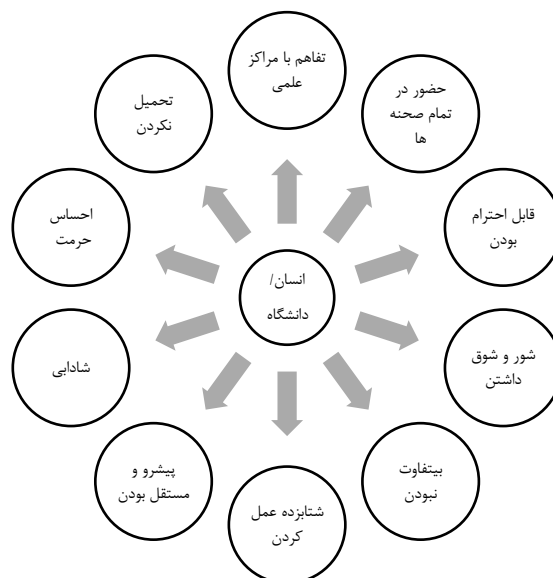 تفاهم با مراکز
علمی
حضور در
تمام صحنه
ها
قابل احترام
بودن
شور و شوق
داشتن
بیتفاوت
نبودن
شتابزده عمل
کردن
پیشرو و
مستقل بودن
شادابی
احساس
حرمت
تحمیل
نکردن
انسان/
دانشگاه